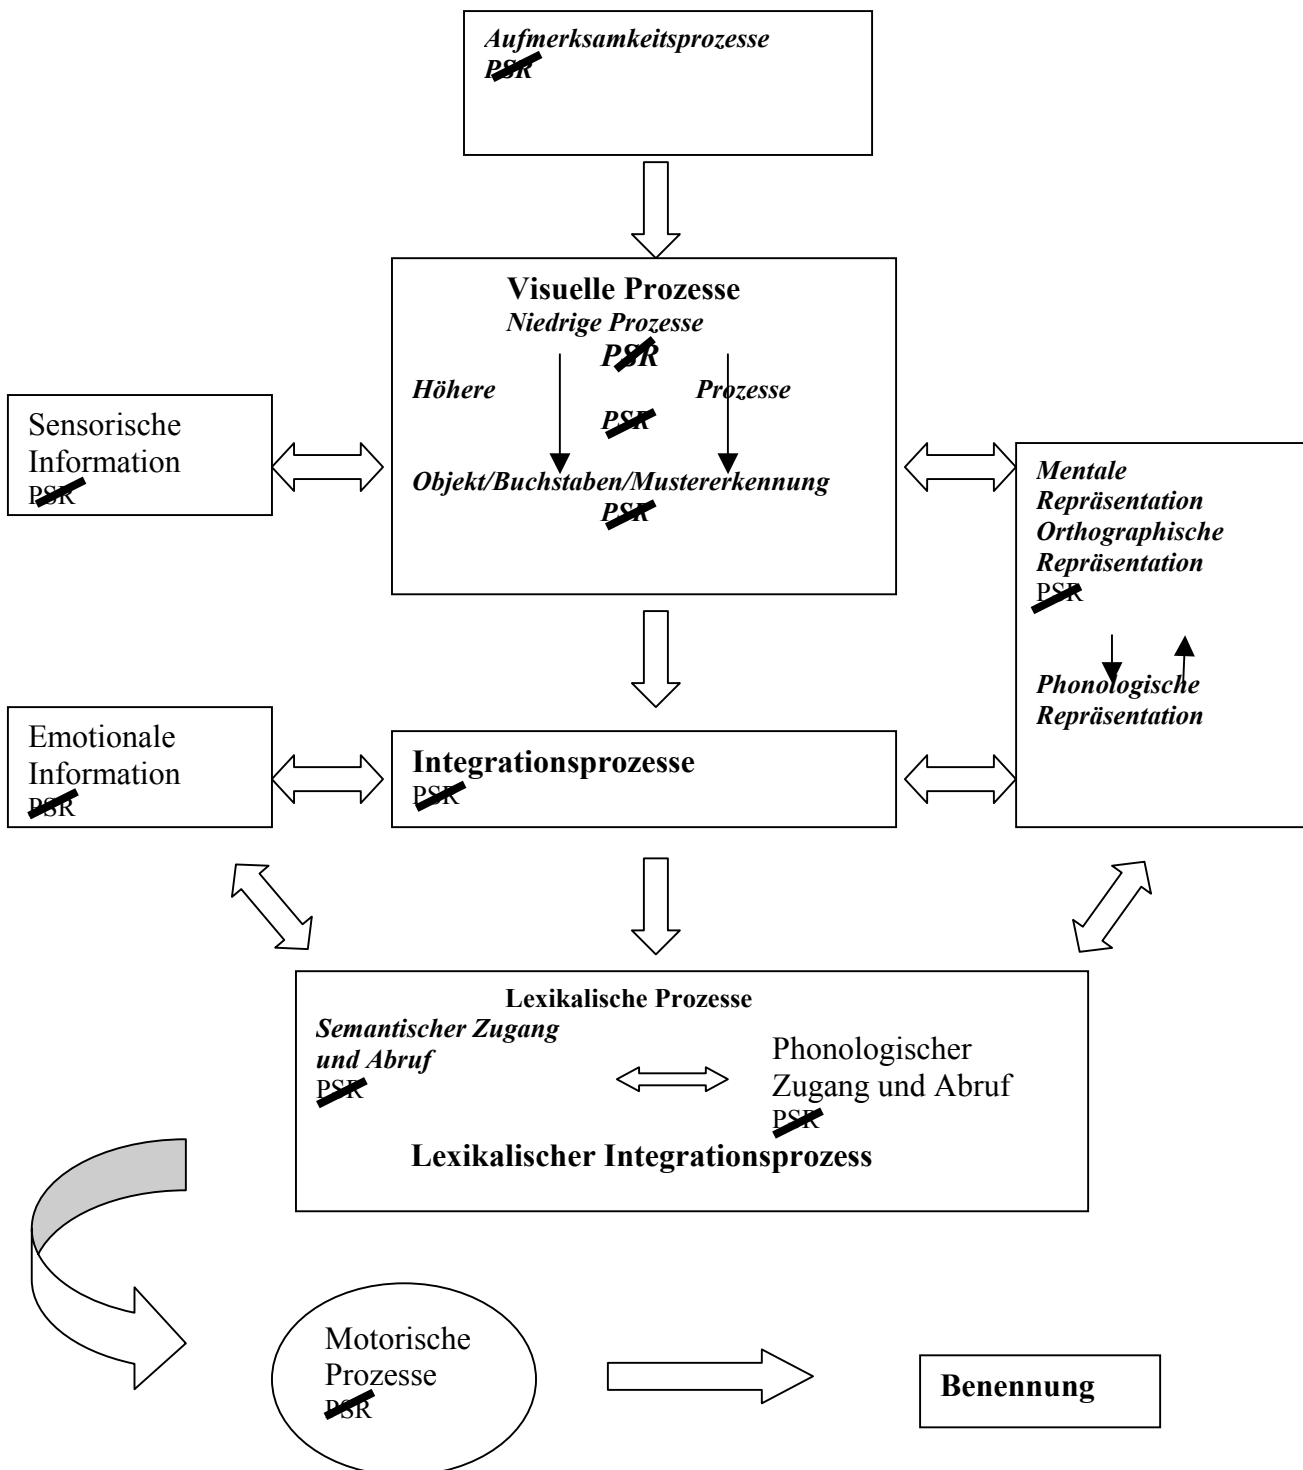 Aufmerksamkeitsprozesse
PSR
Visuelle Prozesse
Niedrige Prozesse
PSR
Höhere Prozesse
PSR
Objekt/Buchstaben/Mustererkennung
PSR
Sensorische
Information
PSR
Mentale
Repräsentation
Orthographische
Repräsentation
PSR
Phonologische
Repräsentation
Emotionale
Information
PSR
Integrationsprozesse
PSR
Lexikalische Prozesse
Semantischer Zugang
und Abruf
PSR
Phonologischer
Zugang und Abruf
PSR
Lexikalischer Integrationsprozess
Motorische
Prozesse
PSR
Benennung